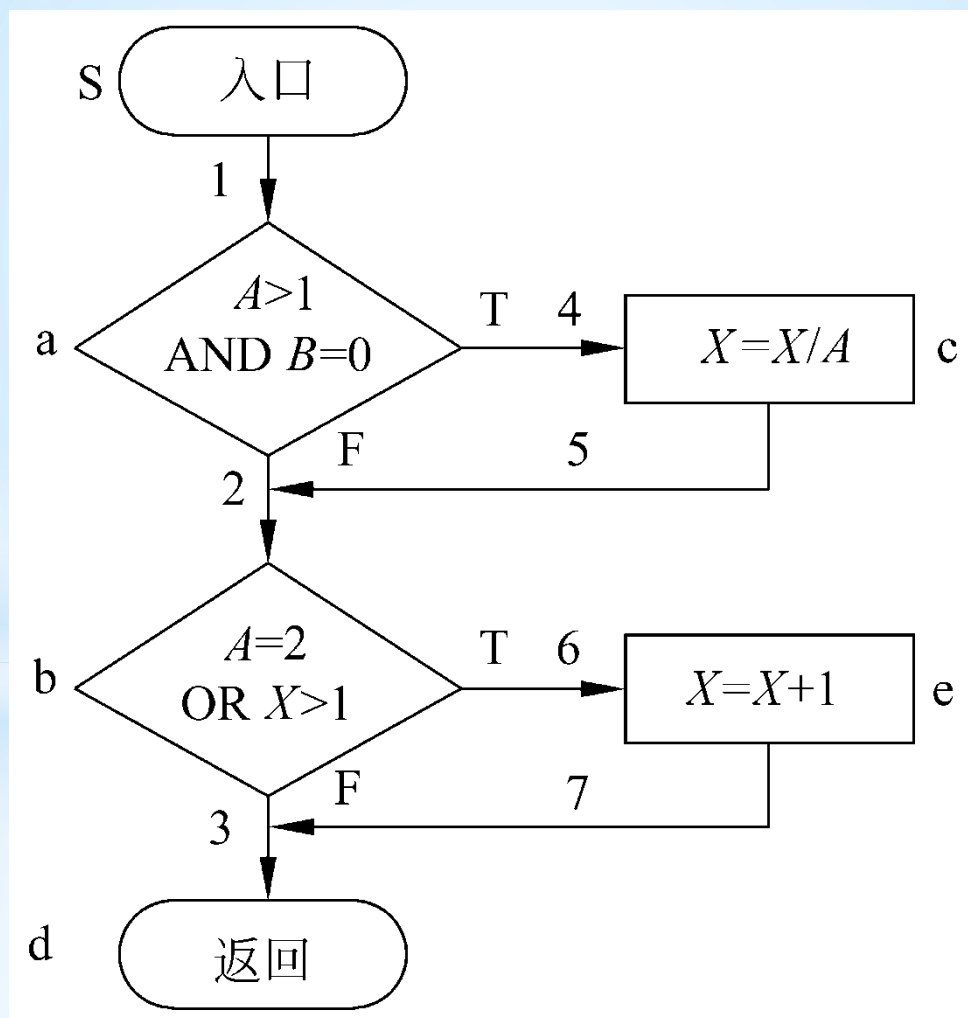 S 入口
1
A>1
T 4
a AND B=0 X=X/A c
F 5
2
A=2
T 6
b OR X>1 X=X+1 e
F 7
3
d 返回